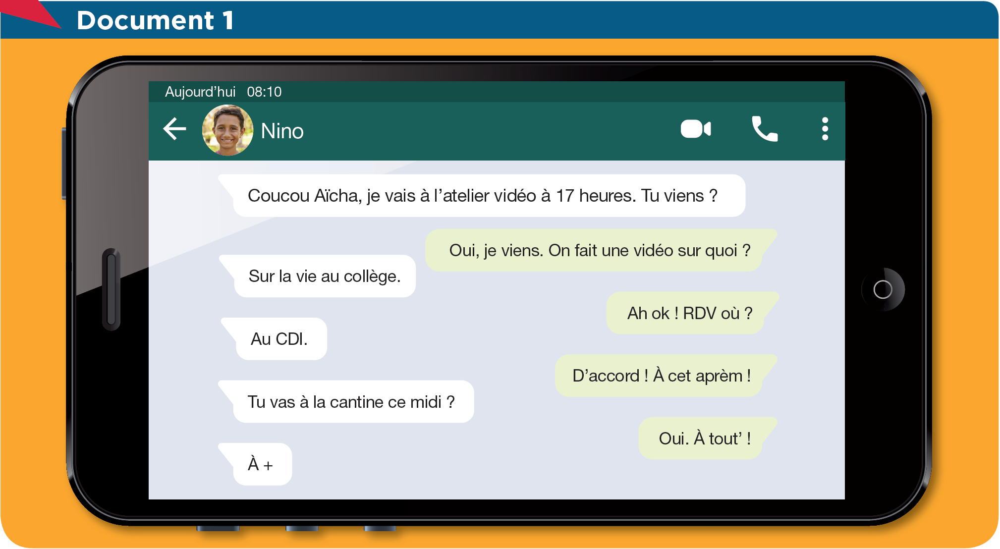 Document 1
Aujourd’hui 08:10
Nino
Coucou Aïcha, je vais à l’atelier vidéo à 17 heures. Tu viens ?
Oui, je viens. On fait une vidéo sur quoi ?
Sur la vie au collège.
Ah ok ! RDV où ?
Au CDI.
D’accord ! À cet aprèm !
Tu vas à la cantine ce midi ?
Oui. À tout’ !
À +